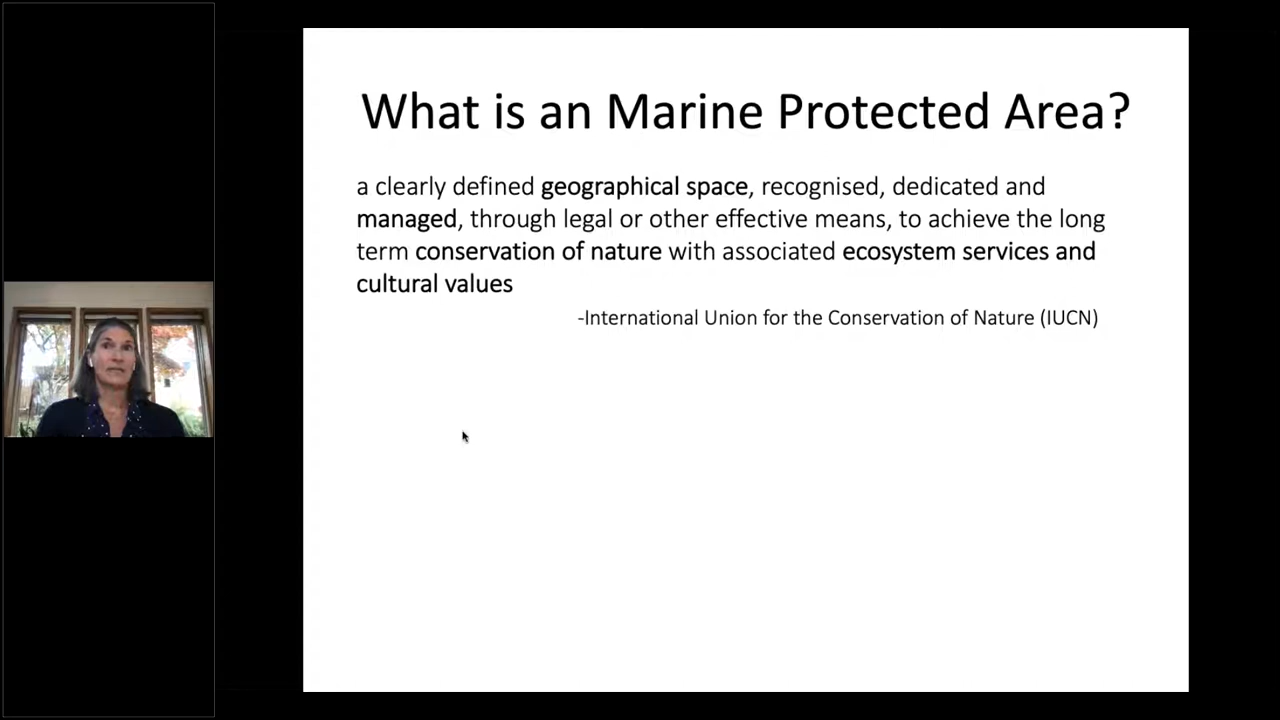 What is an Marine Protected Area?
a clearly defined geographical space, recognised, dedicated and
managed, through legal or other effective means, to achieve the long
term conservation of nature with associated ecosystem services and
cultural values
-International Union for the Conservation of Nature (IUCN)